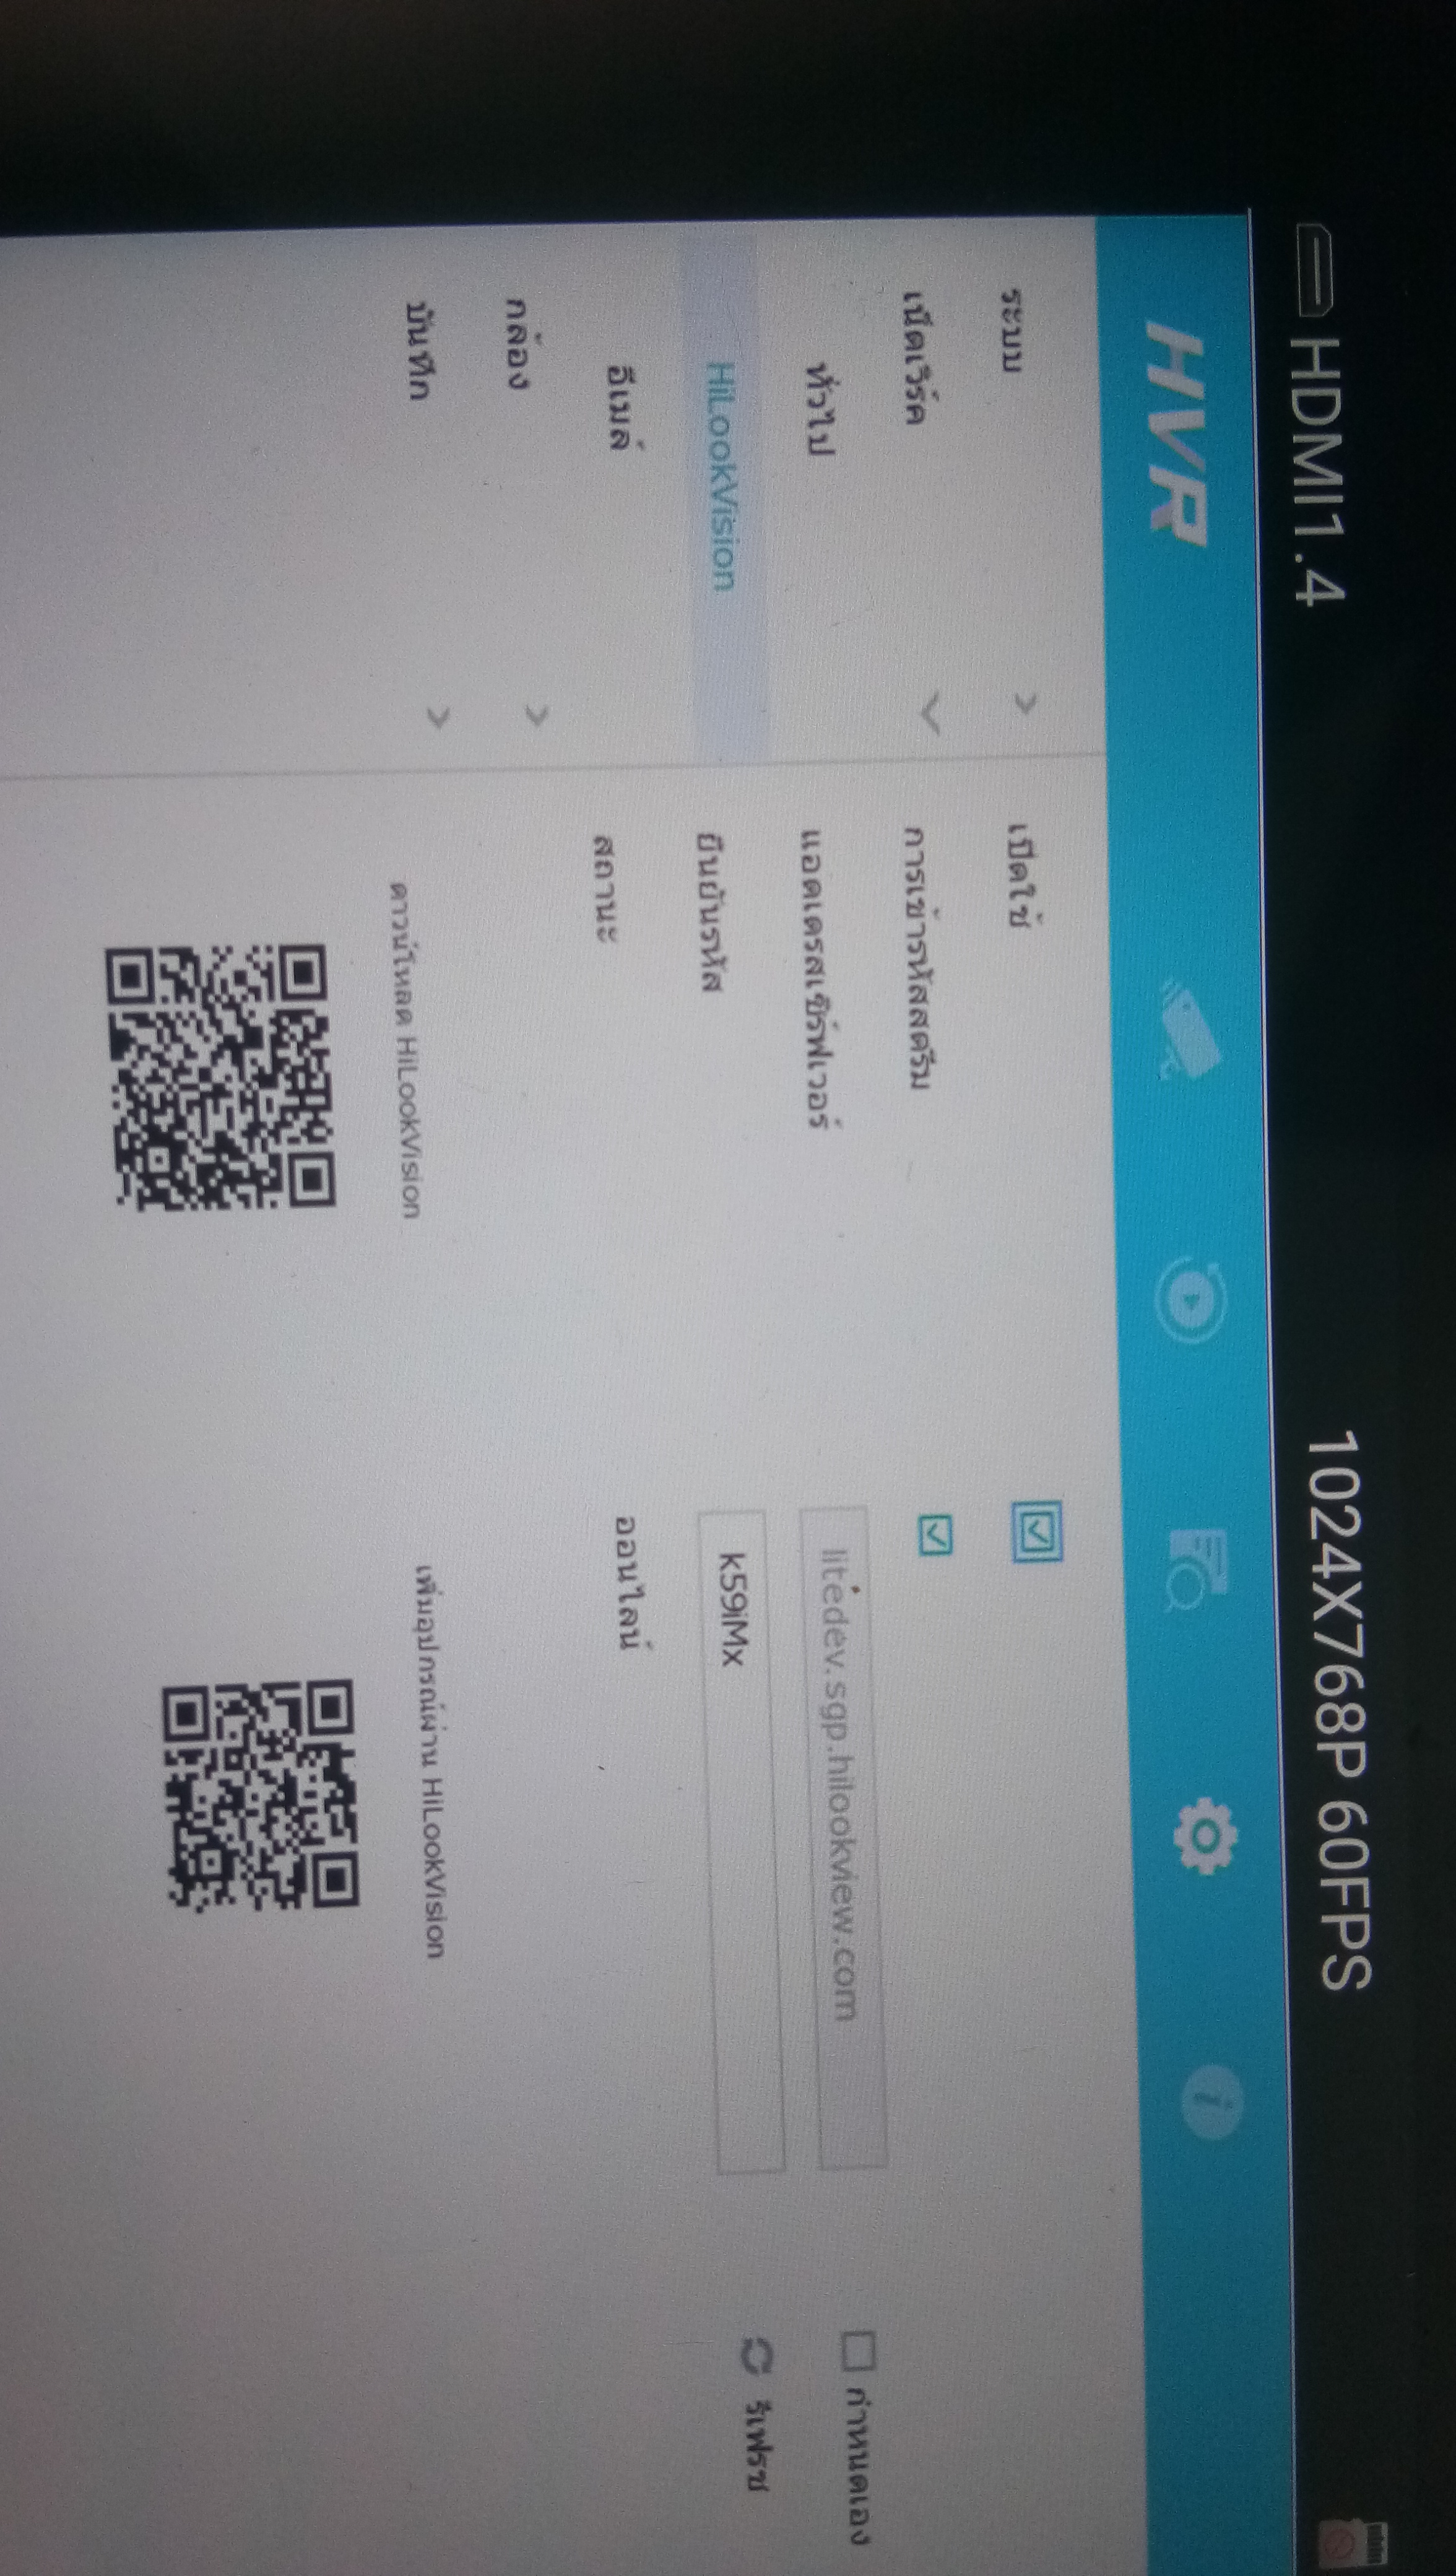 HDMI1.4 1024X768P 60FPS
HVR
ระบบ
เน็ตเวิร์ค
ทั่วไป
HiLookVision
อีเมล์
กล้อง
บันทึก
เปิดใช้
การเข้ารหัสสตรีม
แอดเดรสเซิร์ฟเวอร์ litedev.sgp.hilookview.com กำหนดเอง
ยืนยันรหัส k59iMx รีเฟรช
สถานะ ออนไลน์
ดาวน์โหลด HiLookVision
เพิ่มอุปกรณ์ผ่าน HiLookVision